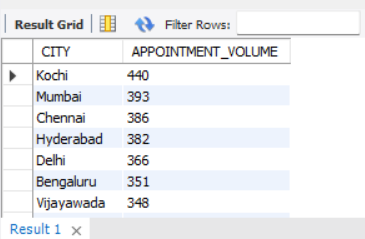 Result Grid Filter Rows:
CITY APPOINTMENT_VOLUME
Kochi 440
Mumbai 393
Chennai 386
Hyderabad 382
Delhi 366
Bengaluru 351
Vijayawada 348
Result 1 ×